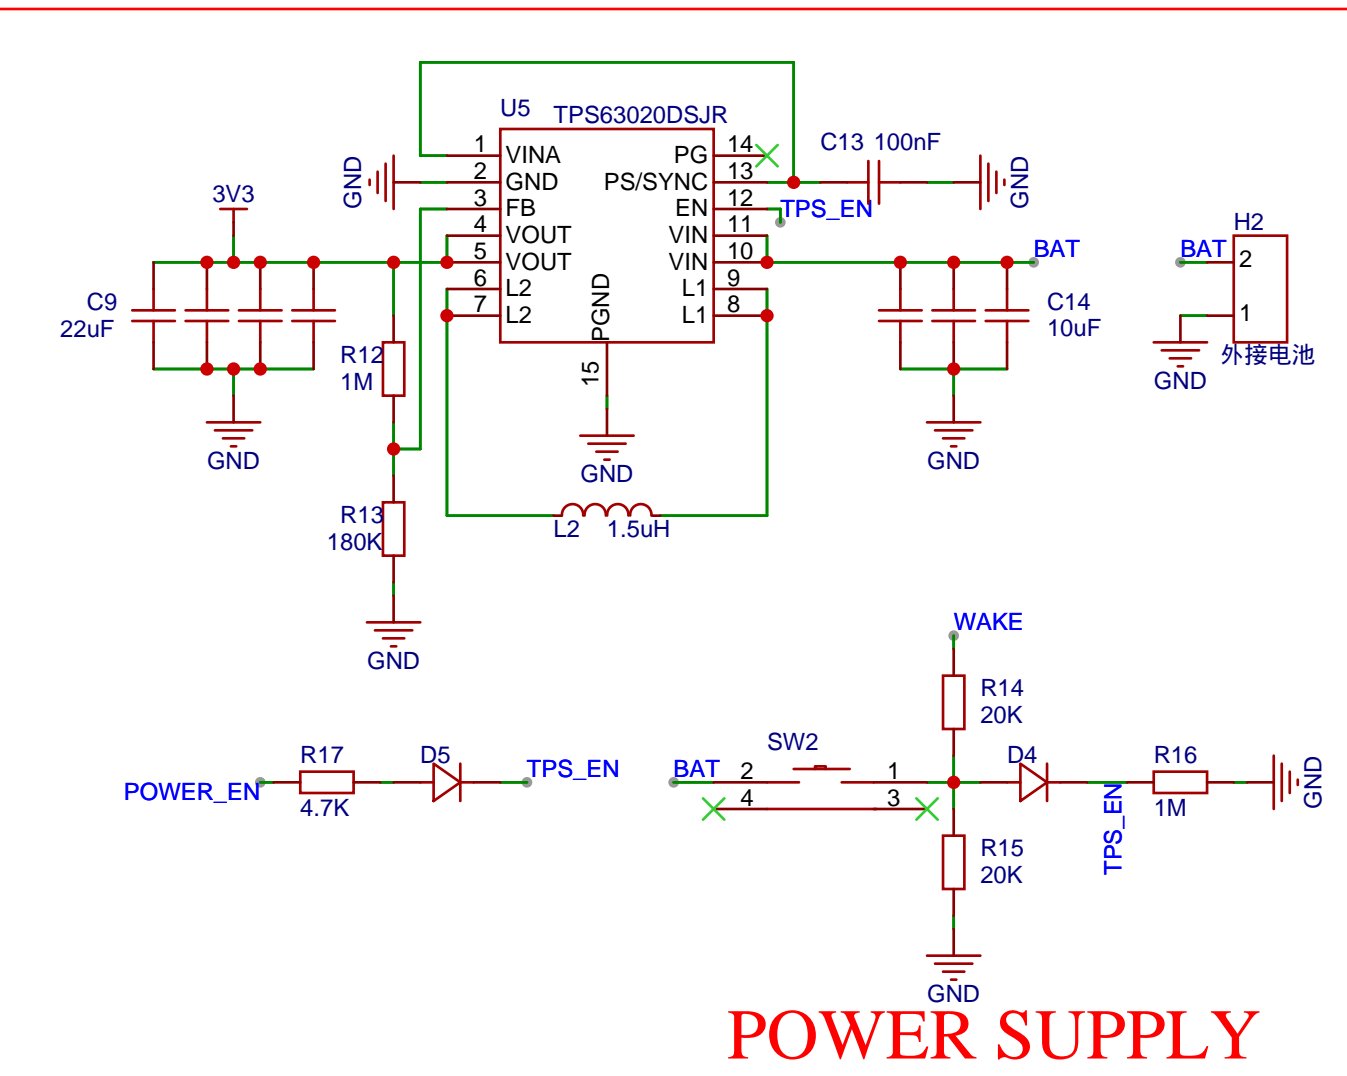 U5
TPS63020DSJR
1
VINA
2
GND
3
FB
4
VOUT
5
VOUT
6
L2
7
L2
PG
14
PS/SYNC
13
EN
12
VIN
11
VIN
10
L1
9
L1
8
PGND
15
GND
GND
TPS_EN
C13 100nF
GND
3V3
C9
22uF
GND
R12
1M
R13
180K
GND
L2 1.5uH
BAT
C14
10uF
GND
H2
BAT
2
1
外接电池
GND
POWER_EN
R17
4.7K
D5
TPS_EN
WAKE
R14
20K
SW2
BAT
2
1
4
3
D4
TPS_EN
R16
1M
GND
R15
20K
GND
POWER SUPPLY